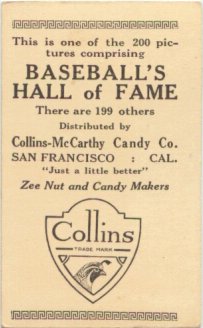 This is one of the 200 pic-
tures comprising
BASEBALL'S
HALL of FAME
There are 199 others
Distributed by
Collins-McCarthy Candy Co.
SAN FRANCISCO : CAL.
"Just a little better"
Zee Nut and Candy Makers
Collins
TRADE MARK